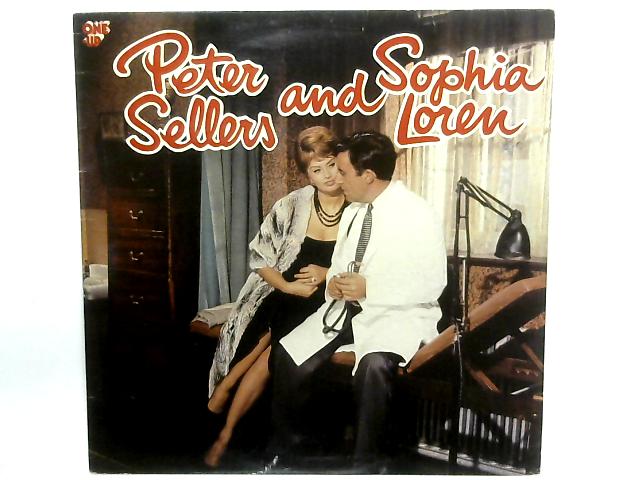 ONE
UP
Peter
Sellers
and
Sophia
Loren